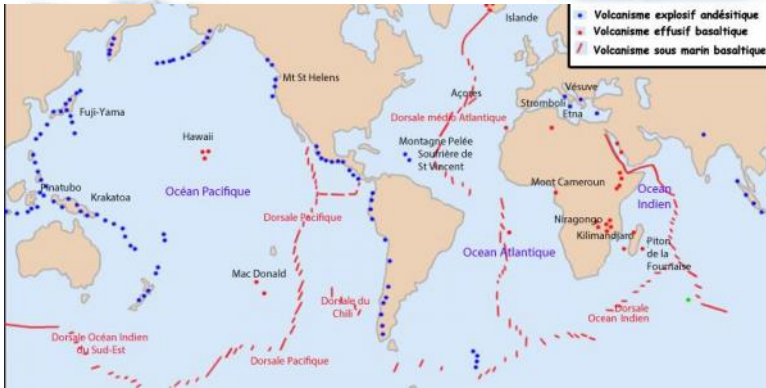 Volcanisme explosif andésitique
Volcanisme effusif basaltique
Volcanisme sous marin basaltique
Islande
Mt St Helens
Açores
Vésuve
Stromboli
Etna
Dorsale médio Atlantique
Fuji-Yama
Hawaii
Montagne Pelée
Soufrière de
St Vincent
Pinatubo
Krakatoa
Océan Pacifique
Mont Cameroun
Ocean
Indien
Dorsale Pacifique
Niragongo
Kilimandjaro
Ocean Atlantique
Piton
de la
Fournaise
Mac Donald
Dorsale du
Chili
Dorsale
Ocean Indien
Dorsale Océan Indien
du Sud-Est
Dorsale Pacifique